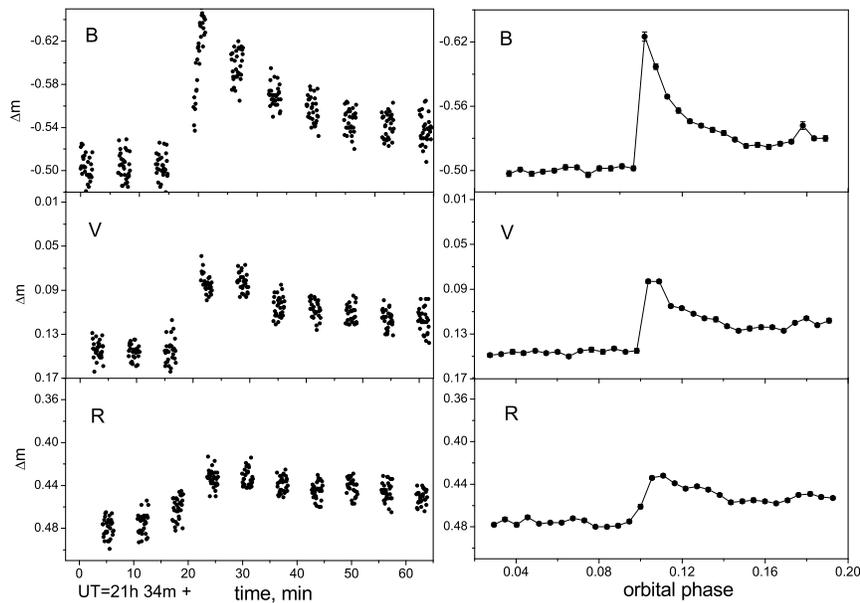 B
-0.62
-0.58
-0.54
-0.50
Δm
B
-0.62
-0.56
-0.50
V
0.01
0.05
0.09
0.13
0.17
Δm
V
0.01
0.05
0.09
0.13
0.17
R
0.36
0.40
0.44
0.48
Δm
0 10 20 30 40 50 60
UT=21h 34m + time, min
R
0.36
0.40
0.44
0.48
0.04 0.08 0.12 0.16 0.20
orbital phase